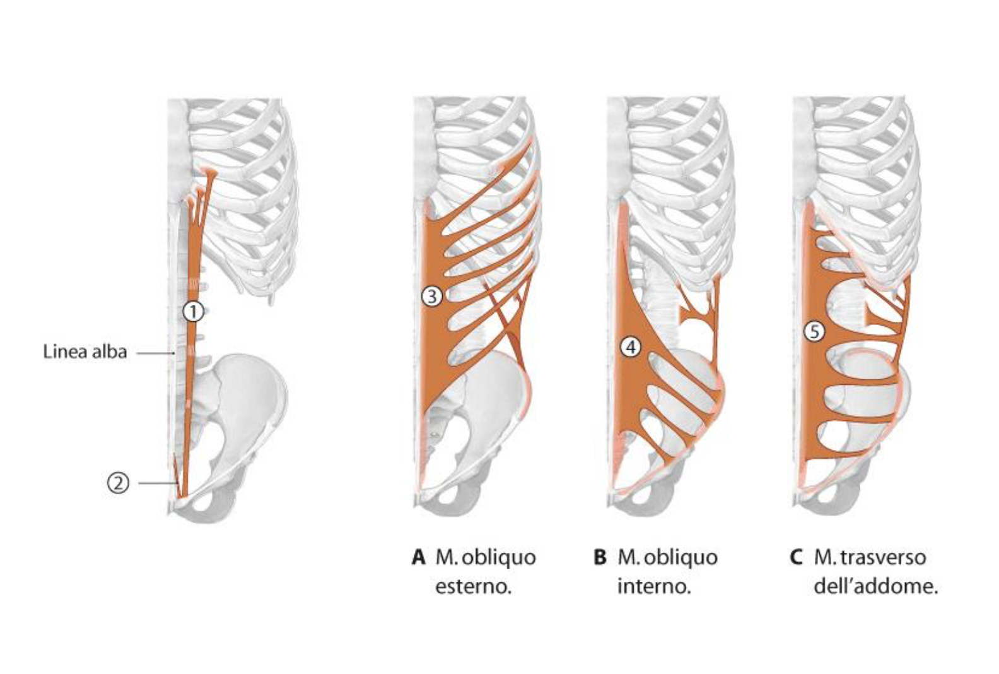 1
Linea alba
2
3
4
5
A M. obliquo
esterno.
B M. obliquo
interno.
C M. trasverso
dell'addome.